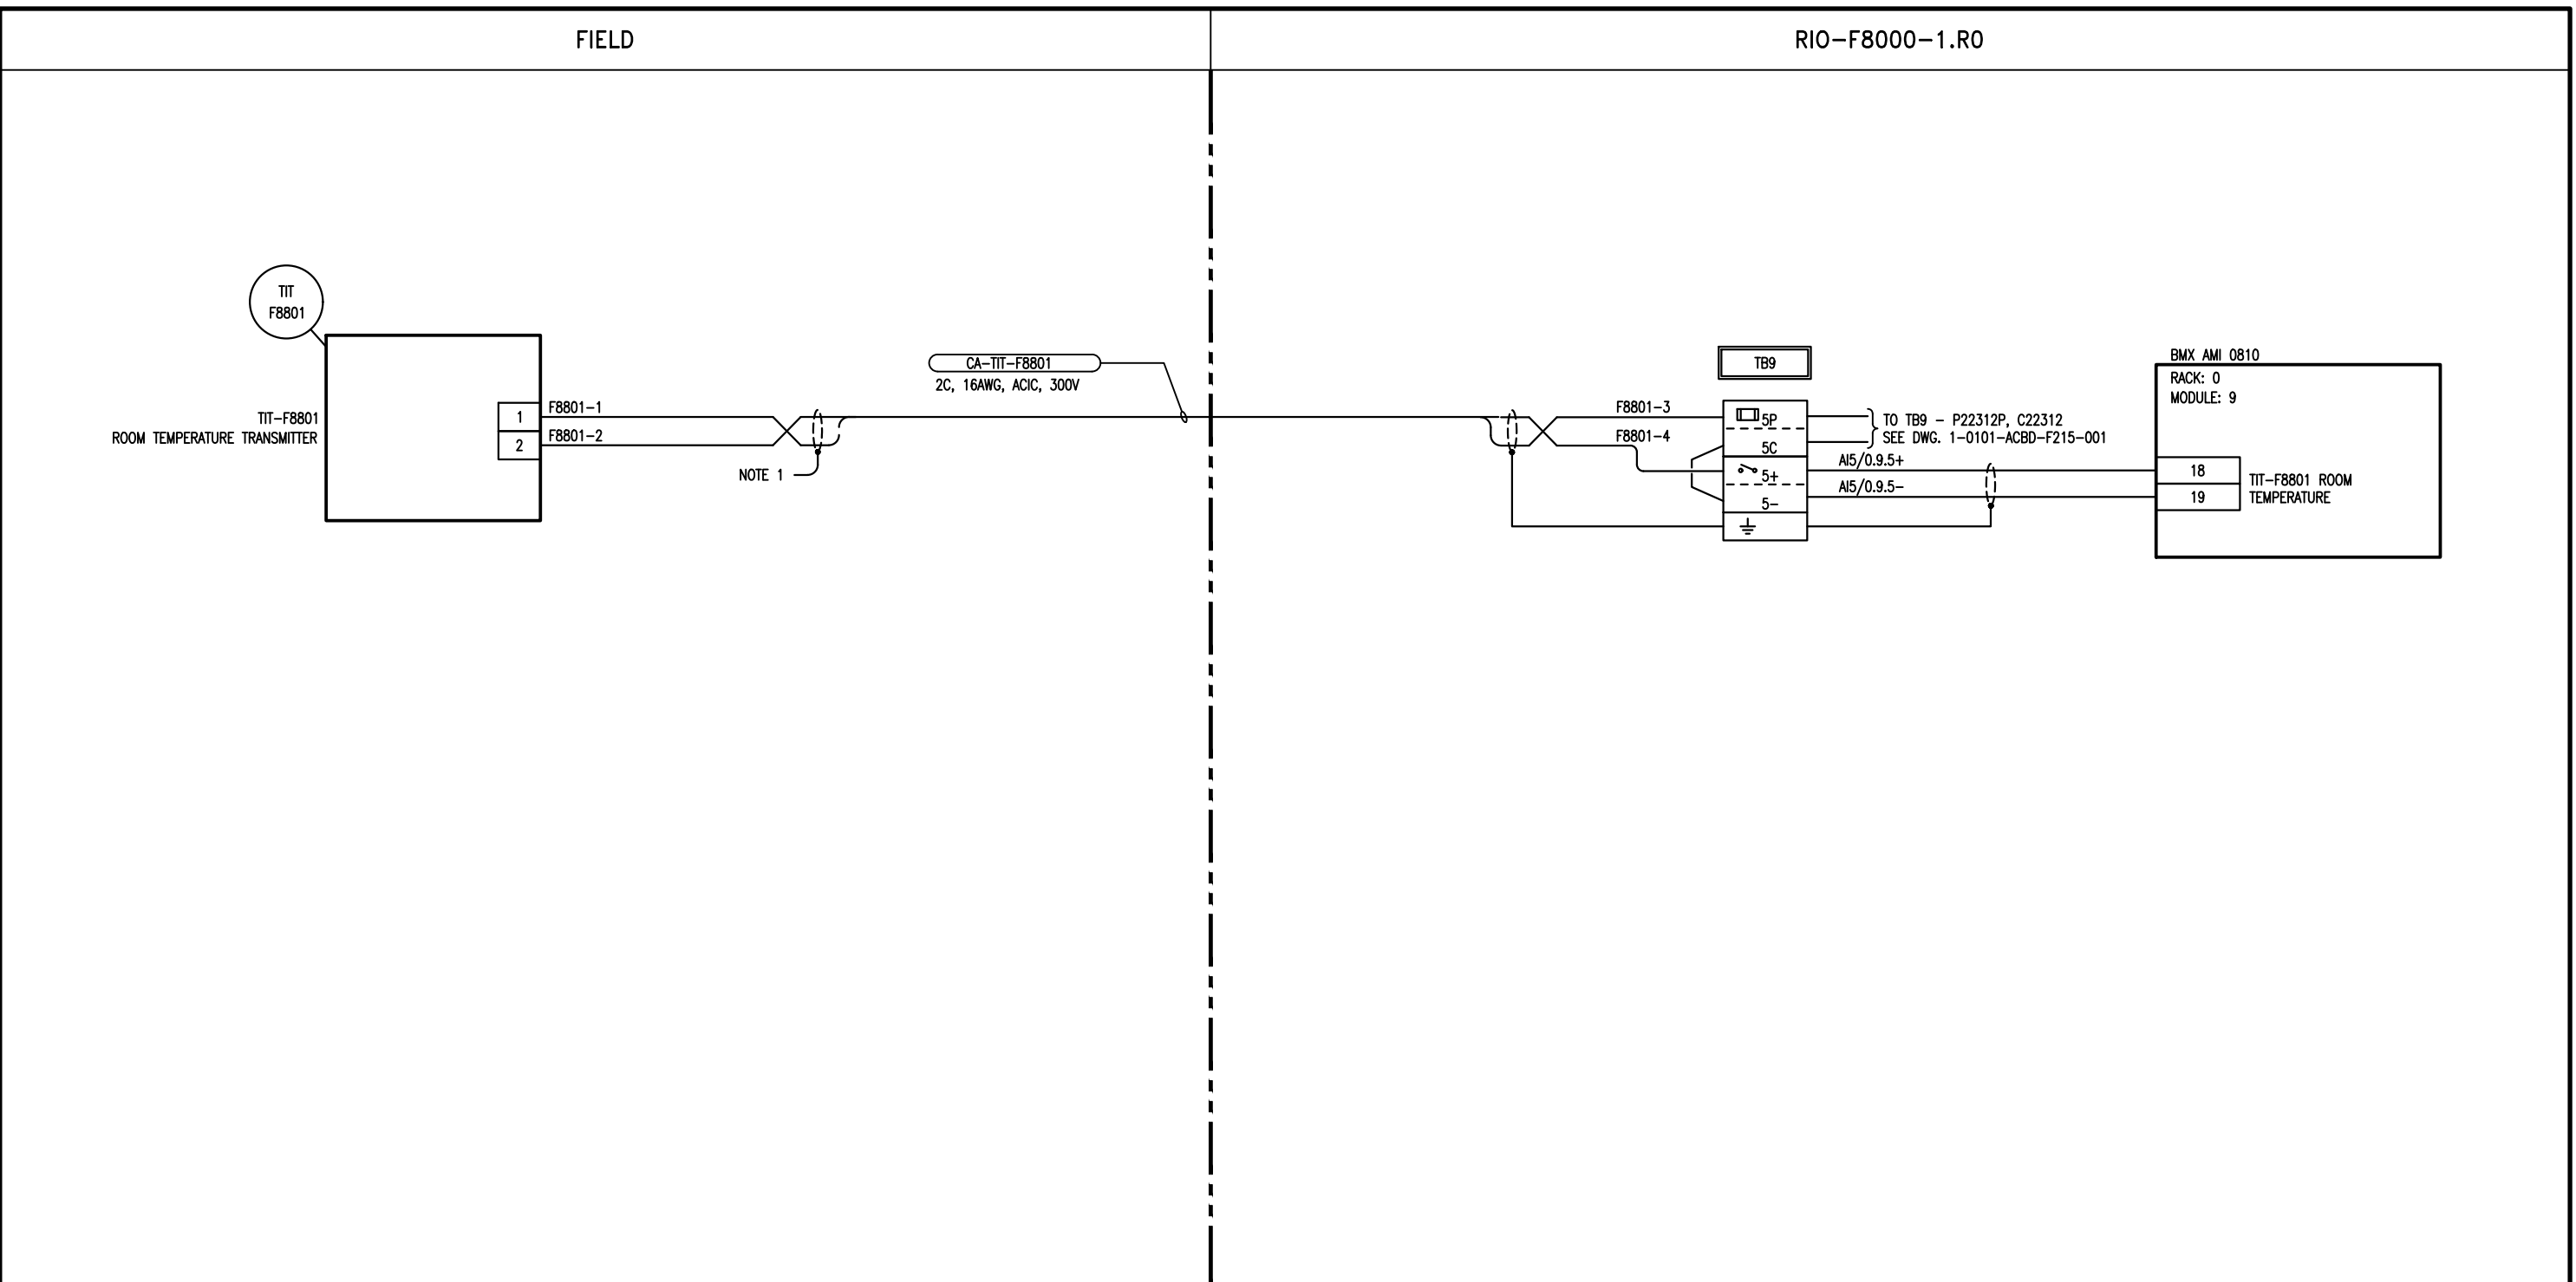 FIELD
RIO-F8000-1.R0
TIT
F8801
TIT-F8801
ROOM TEMPERATURE TRANSMITTER
1
2
F8801-1
F8801-2
NOTE 1
CA-TIT-F8801
2C, 16AWG, ACIC, 300V
F8801-3
F8801-4
TB9
5P
5C
5+
5-
TO TB9 - P22312P, C22312
SEE DWG. 1-0101-ACBD-F215-001
AI5/0.9.5+
AI5/0.9.5-
BMX AMI 0810
RACK: 0
MODULE: 9
18
19
TIT-F8801 ROOM
TEMPERATURE